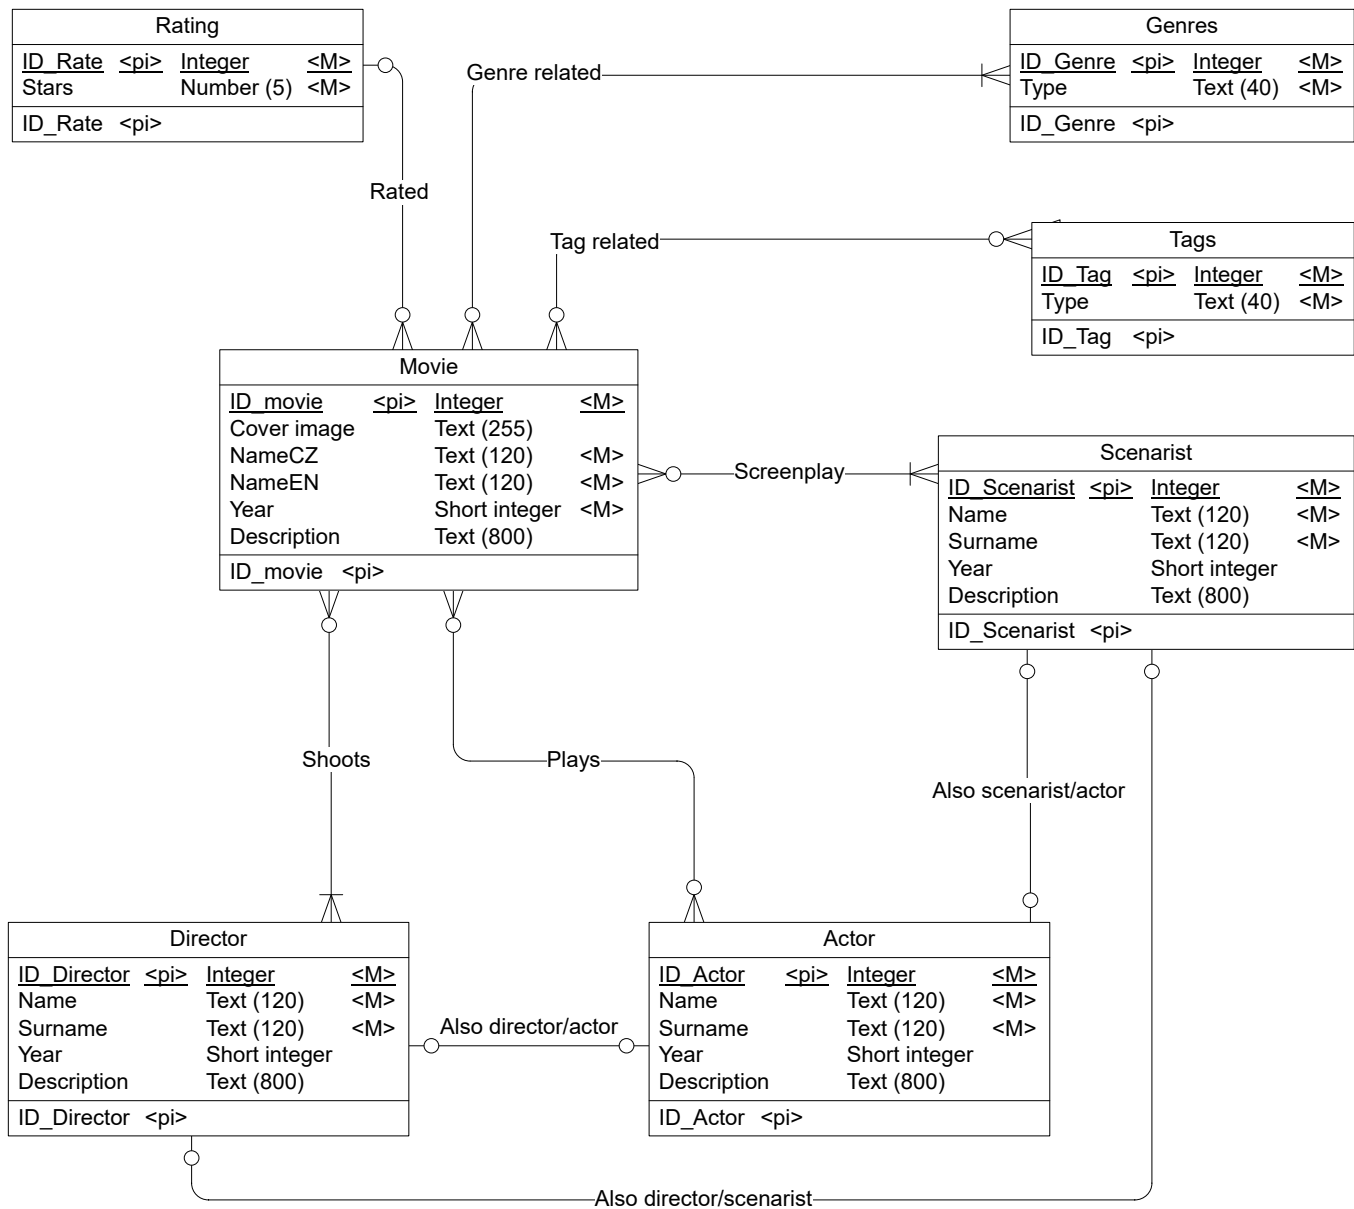 Rating
ID_Rate <pi> Integer <M>
Stars Number (5) <M>
ID_Rate <pi>
Genres
ID_Genre <pi> Integer <M>
Type Text (40) <M>
ID_Genre <pi>
Genre related
Rated
Tag related
Tags
ID_Tag <pi> Integer <M>
Type Text (40) <M>
ID_Tag <pi>
Movie
ID_movie <pi> Integer <M>
Cover image Text (255)
NameCZ Text (120) <M>
NameEN Text (120) <M>
Year Short integer <M>
Description Text (800)
ID_movie <pi>
Screenplay
Scenarist
ID_Scenarist <pi> Integer <M>
Name Text (120) <M>
Surname Text (120) <M>
Year Short integer
Description Text (800)
ID_Scenarist <pi>
Shoots
Plays
Also scenarist/actor
Director
ID_Director <pi> Integer <M>
Name Text (120) <M>
Surname Text (120) <M>
Year Short integer
Description Text (800)
ID_Director <pi>
Also director/actor
Actor
ID_Actor <pi> Integer <M>
Name Text (120) <M>
Surname Text (120) <M>
Year Short integer
Description Text (800)
ID_Actor <pi>
Also director/scenarist